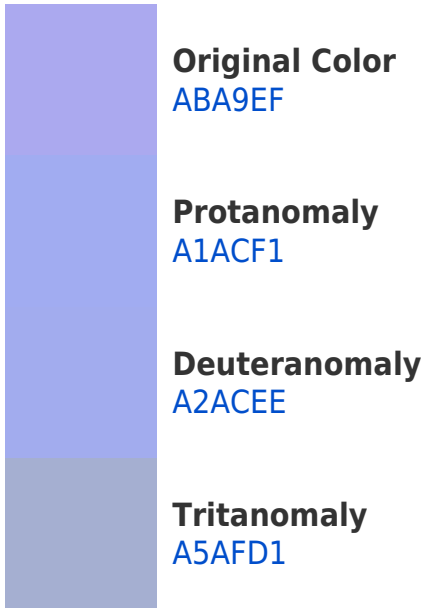 Original Color
ABA9EF
Protanomaly
A1ACF1
Deuteranomaly
A2ACEE
Tritanomaly
A5AFD1